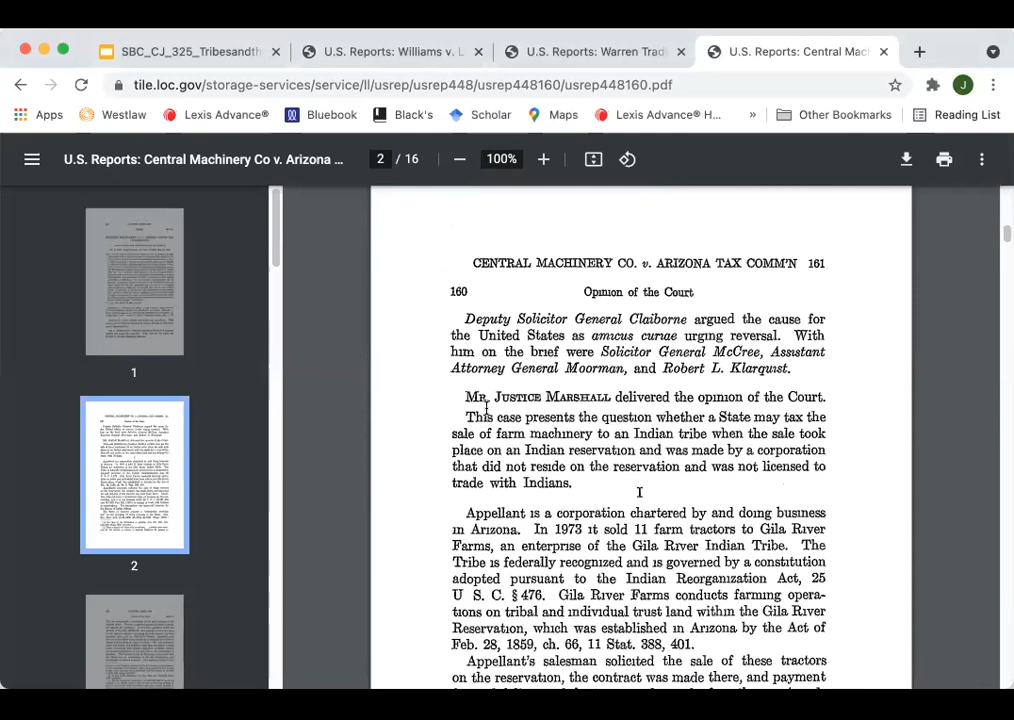 SBC_CJ_325_Tribesandth
U.S. Reports: Williams v. L
U.S. Reports: Warren Trad
U.S. Reports: Central Mac
tile.loc.gov/storage-services/service/ll/usrep/usrep448/usrep448160/usrep448160.pdf
J
Apps
Westlaw
Lexis Advance®
Bluebook
Black's
Scholar
Maps
Lexis Advance® H...
»
Other Bookmarks
Reading List
U.S. Reports: Central Machinery Co v. Arizona ...
2 / 16
100%
1
2
CENTRAL MACHINERY CO. v. ARIZONA TAX COMM'N 161
160 Opinion of the Court
Deputy Solicitor General Claiborne argued the cause for
the United States as amicus curiae urging reversal. With
him on the brief were Solicitor General McCree, Assistant
Attorney General Moorman, and Robert L. Klarquist.
MR. JUSTICE MARSHALL delivered the opinion of the Court.
This case presents the question whether a State may tax the
sale of farm machinery to an Indian tribe when the sale took
place on an Indian reservation and was made by a corporation
that did not reside on the reservation and was not licensed to
trade with Indians.
Appellant is a corporation chartered by and doing business
in Arizona. In 1973 it sold 11 farm tractors to Gila River
Farms, an enterprise of the Gila River Indian Tribe. The
Tribe is federally recognized and is governed by a constitution
adopted pursuant to the Indian Reorganization Act, 25
U S. C. § 476. Gila River Farms conducts farming opera-
tions on tribal and individual trust land within the Gila River
Reservation, which was established in Arizona by the Act of
Feb. 28, 1859, ch. 66, 11 Stat. 388, 401.
Appellant's salesman solicited the sale of these tractors
on the reservation, the contract was made there, and payment